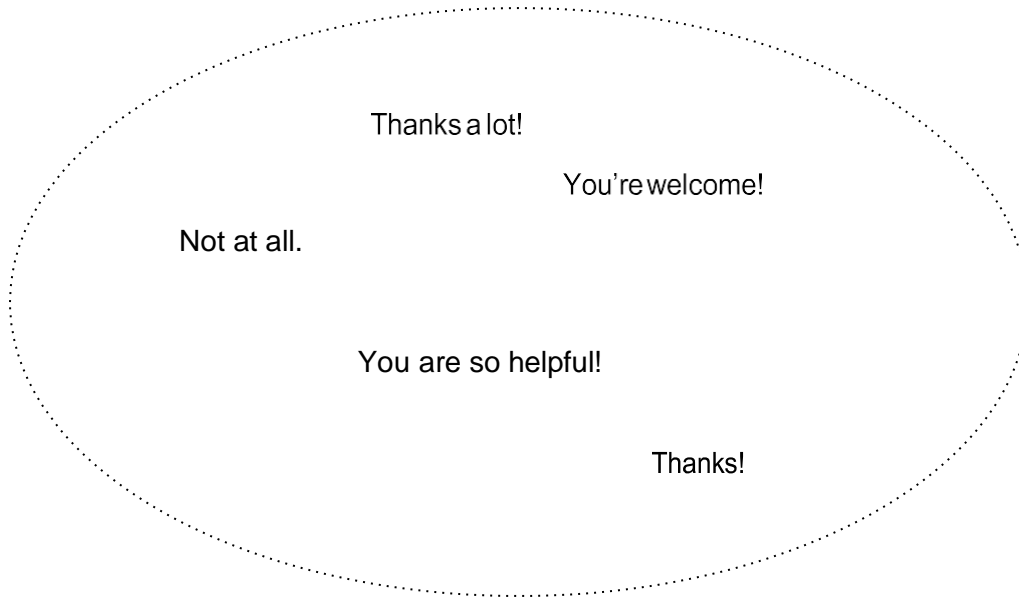 Thanks a lot!
You're welcome!
Not at all.
You are so helpful!
Thanks!